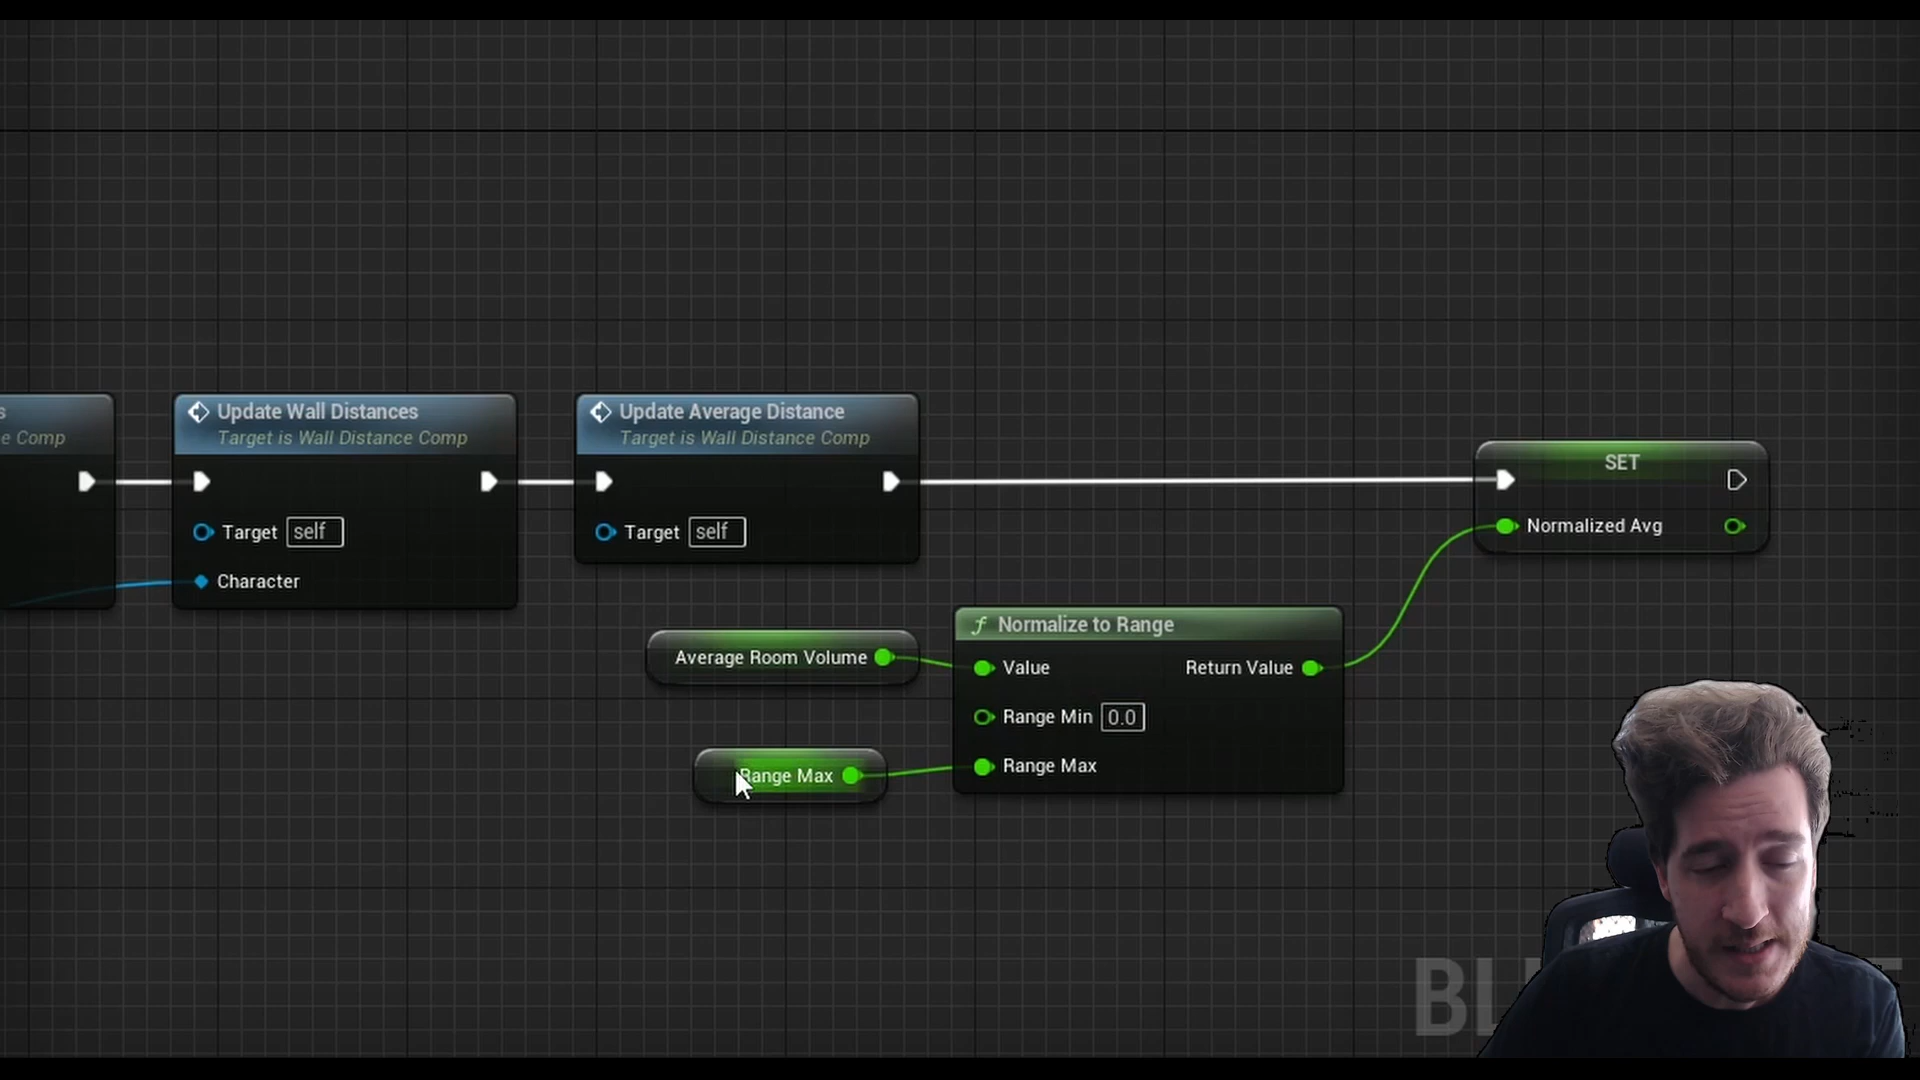 s
e Comp
Update Wall Distances
Target is Wall Distance Comp
Target self
Character
Update Average Distance
Target is Wall Distance Comp
Target self
SET
Normalized Avg
Average Room Volume
Range Max
f Normalize to Range
Value Return Value
Range Min 0.0
Range Max